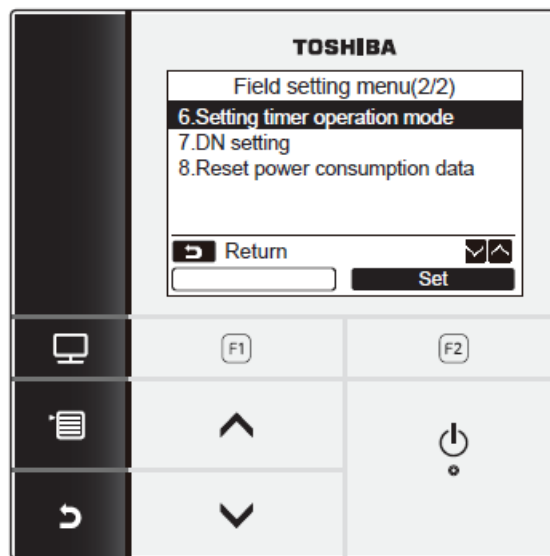 TOSHIBA
Field setting menu(2/2)
6.Setting timer operation mode
7.DN setting
8.Reset power consumption data
Return
Set
F1
F2